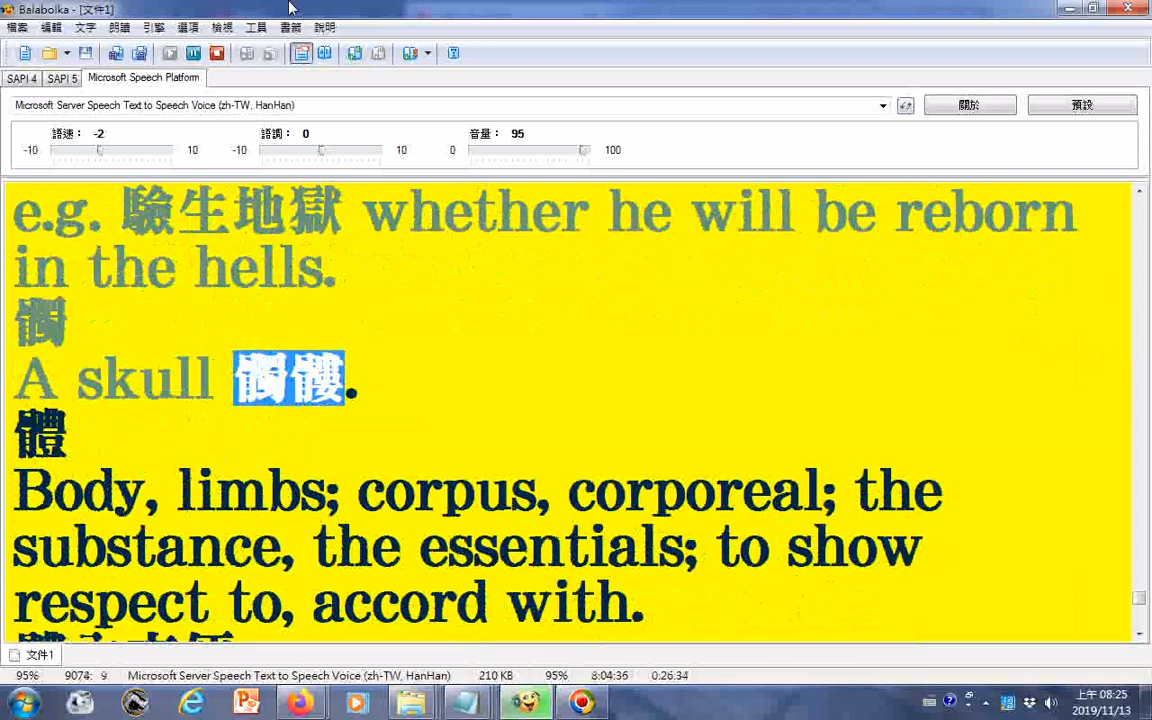 Balabolka - [文件1]
檔案 編輯 文字 朗讀 引擎 選項 檢視 工具 書籤 說明
SAPI 4 SAPI 5 Microsoft Speech Platform
Microsoft Server Speech Text to Speech Voice (zh-TW, HanHan) 關於 預設
語速： -2 語調： 0 音量： 95
-10 10 -10 10 0 100
e.g. 驗生地獄 whether he will be reborn
in the hells.
髑
A skull 髑髏.
體
Body, limbs; corpus, corporeal; the
substance, the essentials; to show
respect to, accord with.
文件1
95% 9074: 9 Microsoft Server Speech Text to Speech Voice (zh-TW, HanHan) 210 KB 95% 8:04:36 0:26:34
上午 08:25
2019/11/13